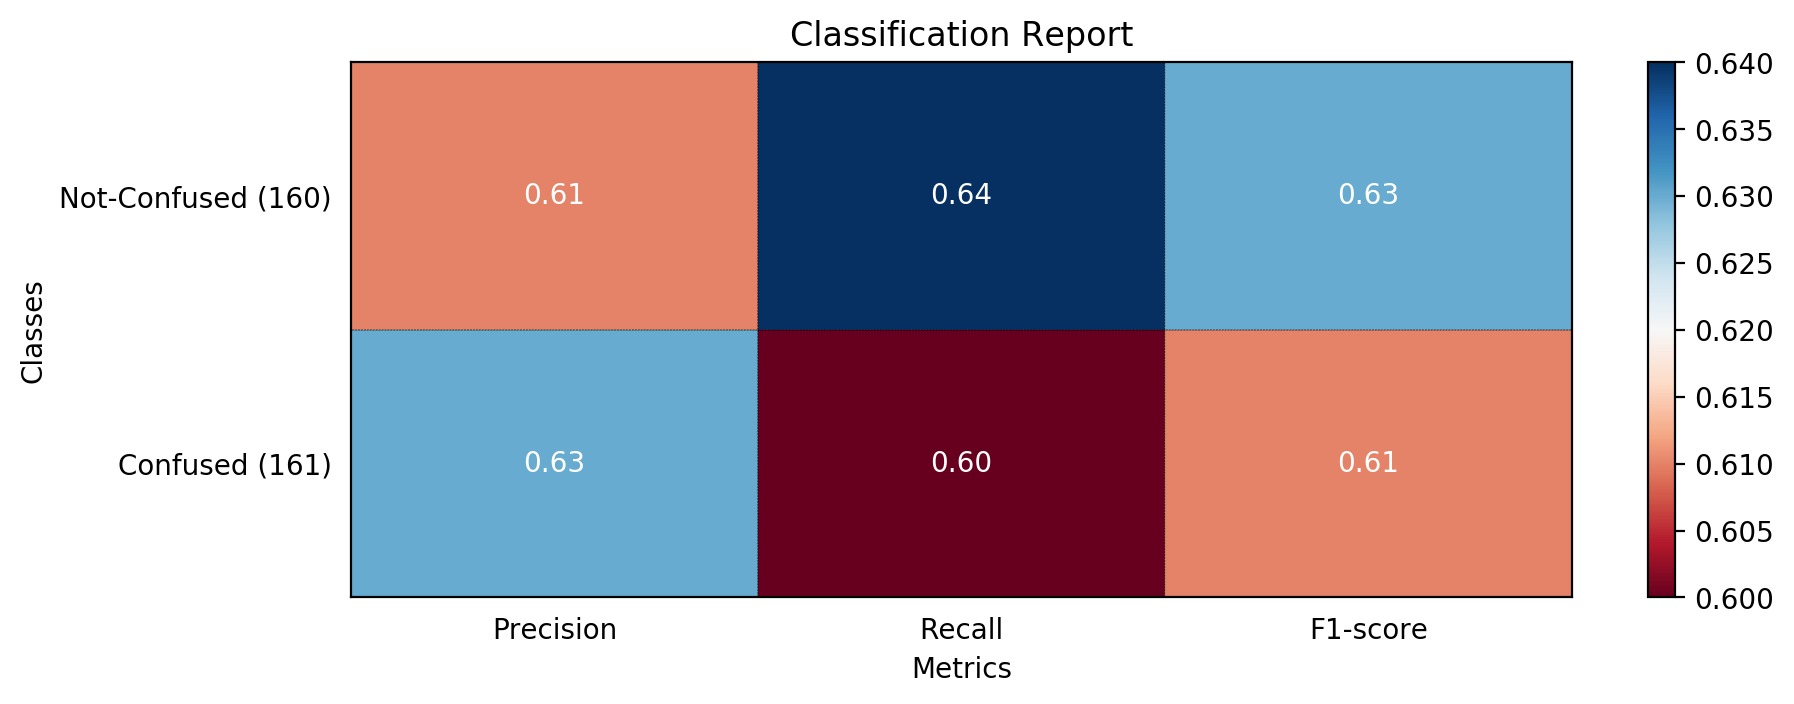 Classification Report
Not-Confused (160)
0.61
0.64
0.63
Confused (161)
0.63
0.60
0.61
Classes
Precision
Recall
F1-score
Metrics
0.640
0.635
0.630
0.625
0.620
0.615
0.610
0.605
0.600